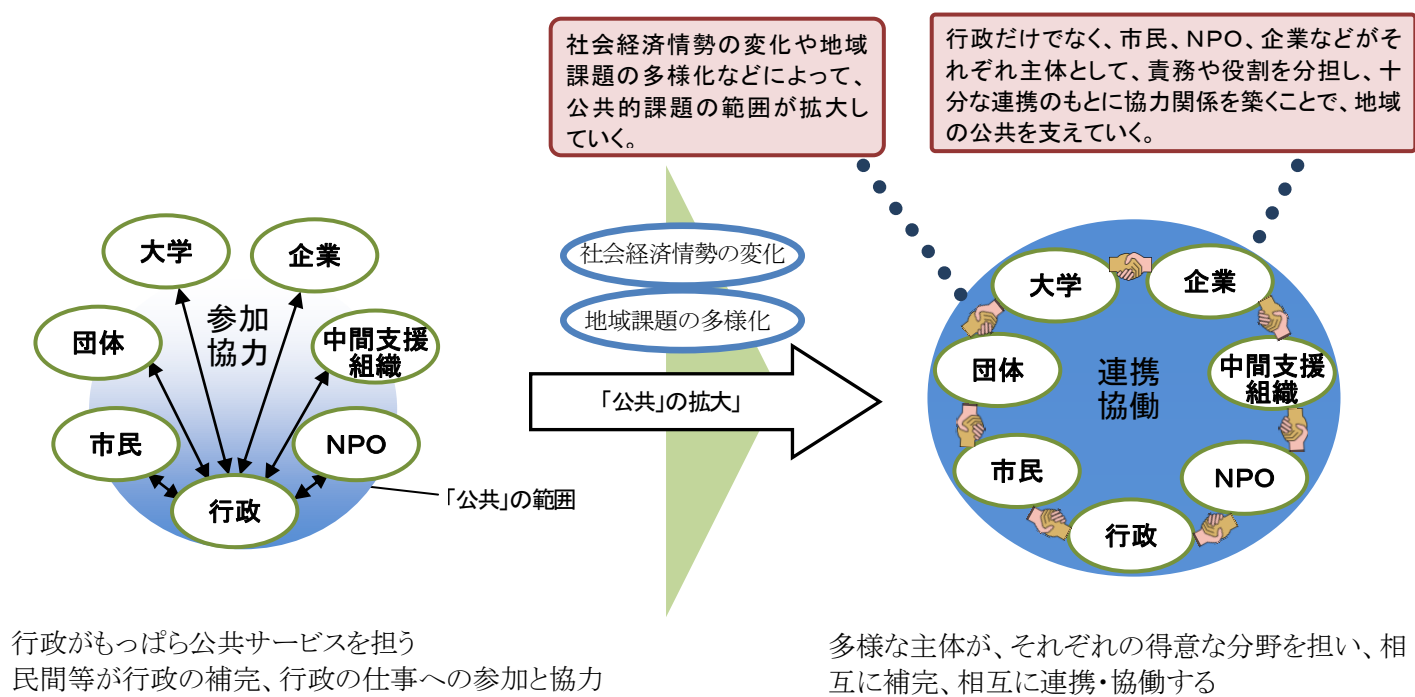 社会経済情勢の変化や地域
課題の多様化などによって、
公共的課題の範囲が拡大し
ていく。
行政だけでなく、市民、NPO、企業などがそ
れぞれ主体として、責務や役割を分担し、十
分な連携のもとに協力関係を築くことで、地域
の公共を支えていく。
大学
企業
団体
参加
協力
中間支援
組織
市民
NPO
行政
「公共」の範囲
社会経済情勢の変化
地域課題の多様化
「公共」の拡大」
大学
企業
団体
連携
協働
中間支援
組織
市民
NPO
行政
行政がもっぱら公共サービスを担う
民間等が行政の補完、行政の仕事への参加と協力
多様な主体が、それぞれの得意な分野を担い、相
互に補完、相互に連携・協働する